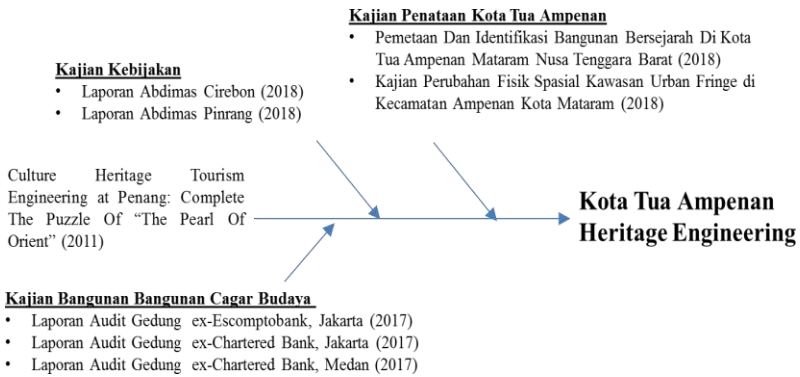 Kajian Penataan Kota Tua Ampenan
• Pemetaan Dan Identifikasi Bangunan Bersejarah Di Kota
Tua Ampenan Mataram Nusa Tenggara Barat (2018)
• Kajian Perubahan Fisik Spasial Kawasan Urban Fringe di
Kecamatan Ampenan Kota Mataram (2018)
Kajian Kebijakan
• Laporan Abdimas Cirebon (2018)
• Laporan Abdimas Pinrang (2018)
Culture Heritage Tourism
Engineering at Penang: Complete
The Puzzle Of “The Pearl Of
Orient” (2011)
Kota Tua Ampenan
Heritage Engineering
Kajian Bangunan Bangunan Cagar Budaya
• Laporan Audit Gedung ex-Escomptobank, Jakarta (2017)
• Laporan Audit Gedung ex-Chartered Bank, Jakarta (2017)
• Laporan Audit Gedung ex-Chartered Bank, Medan (2017)